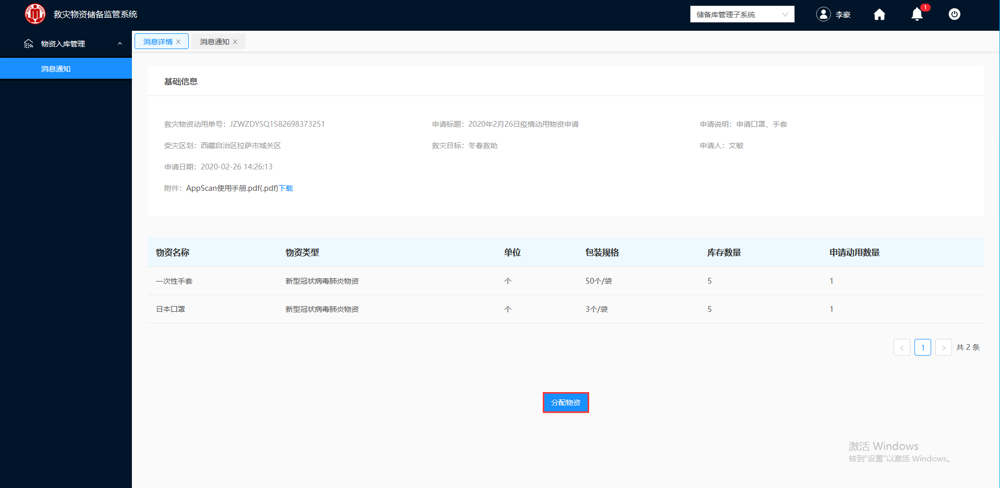 救灾物资储备监管系统
储备库管理子系统
李豪
1
物资入库管理
消息通知
消息详情
消息通知
基础信息
救灾物资动用单号：JZWZDYSQ1582698373251
申请标题：2020年2月26日疫情动用物资申请
申请说明：申请口罩、手套
受灾区划：西藏自治区拉萨市城关区
救灾目标：冬春救助
申请人：文敏
申请日期：2020-02-26 14:26:13
附件：AppScan使用手册.pdf(.pdf)下载
物资名称 物资类型 单位 包装规格 库存数量 申请动用数量
一次性手套 新型冠状病毒肺炎物资 个 50个/袋 5 1
日本口罩 新型冠状病毒肺炎物资 个 3个/袋 5 1
< 1 > 共 2 条
分配物资
激活 Windows
转到“设置”以激活 Windows。